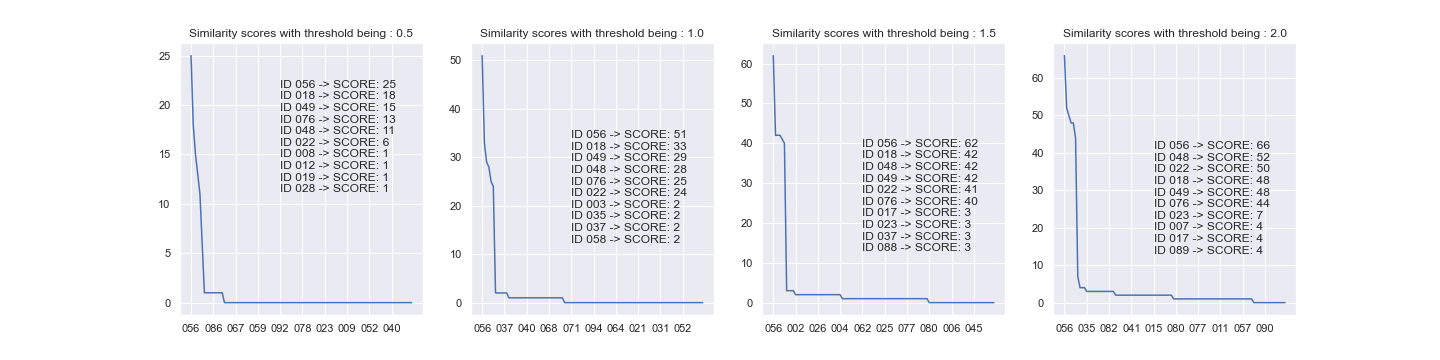 Similarity scores with threshold being : 0.5
25
20
15
10
5
0
ID 056 -> SCORE: 25
ID 018 -> SCORE: 18
ID 049 -> SCORE: 15
ID 076 -> SCORE: 13
ID 048 -> SCORE: 11
ID 022 -> SCORE: 6
ID 008 -> SCORE: 1
ID 012 -> SCORE: 1
ID 019 -> SCORE: 1
ID 028 -> SCORE: 1
056 086 067 059 092 078 023 009 052 040
Similarity scores with threshold being : 1.0
50
40
30
20
10
0
ID 056 -> SCORE: 51
ID 018 -> SCORE: 33
ID 049 -> SCORE: 29
ID 048 -> SCORE: 28
ID 076 -> SCORE: 25
ID 022 -> SCORE: 24
ID 003 -> SCORE: 2
ID 035 -> SCORE: 2
ID 037 -> SCORE: 2
ID 058 -> SCORE: 2
056 037 040 068 071 094 064 021 031 052
Similarity scores with threshold being : 1.5
60
50
40
30
20
10
0
ID 056 -> SCORE: 62
ID 018 -> SCORE: 42
ID 048 -> SCORE: 42
ID 049 -> SCORE: 42
ID 022 -> SCORE: 41
ID 076 -> SCORE: 40
ID 017 -> SCORE: 3
ID 023 -> SCORE: 3
ID 037 -> SCORE: 3
ID 088 -> SCORE: 3
056 002 026 004 062 025 077 080 006 045
Similarity scores with threshold being : 2.0
60
50
40
30
20
10
0
ID 056 -> SCORE: 66
ID 048 -> SCORE: 52
ID 022 -> SCORE: 50
ID 018 -> SCORE: 48
ID 049 -> SCORE: 48
ID 076 -> SCORE: 44
ID 023 -> SCORE: 7
ID 007 -> SCORE: 4
ID 017 -> SCORE: 4
ID 089 -> SCORE: 4
056 035 082 041 015 080 077 011 057 090